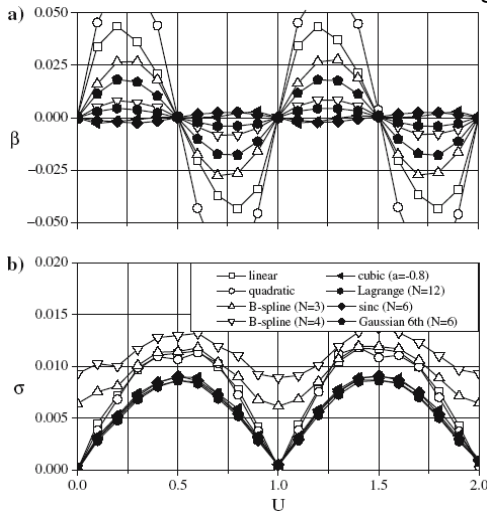 a)
0.050
0.025
0.000
β
−0.025
−0.050
b)
0.020
linear
cubic (a=-0.8)
quadratic
Lagrange (N=12)
B-spline (N=3)
sinc (N=6)
B-spline (N=4)
Gaussian 6th (N=6)
0.015
0.010
σ
0.005
0.000
0.0
0.5
1.0
1.5
2.0
U